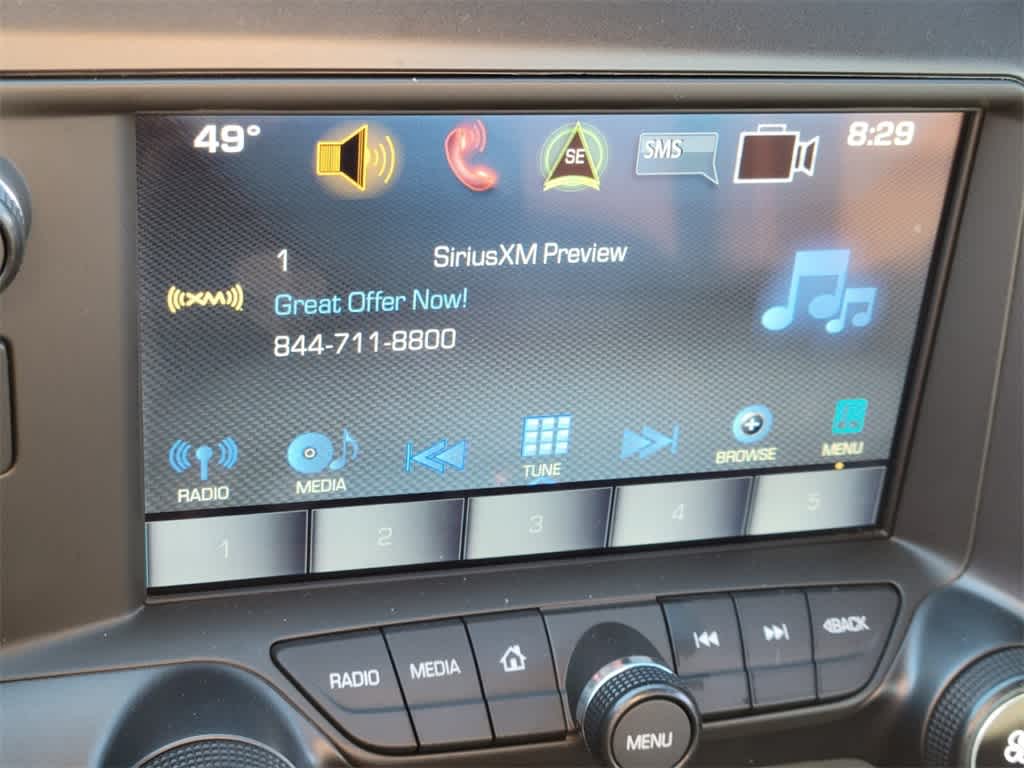 49° SE SMS 8:29
1 SiriusXM Preview
((XM)) Great Offer Now!
844-711-8800
RADIO MEDIA TUNE BROWSE MENU
1 2 3 4 5
RADIO MEDIA BACK
MENU